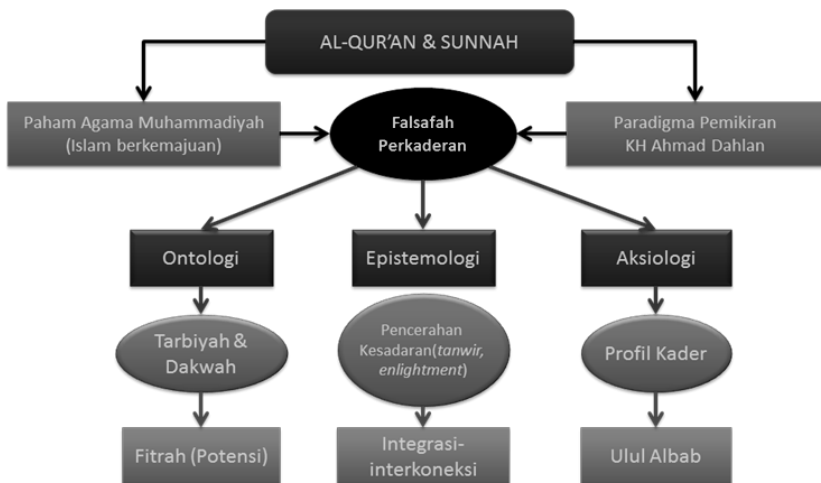 AL-QUR'AN & SUNNAH
Paham Agama Muhammadiyah
(Islam berkemajuan)
Falsafah
Perkaderan
Paradigma Pemikiran
KH Ahmad Dahlan
Ontologi
Epistemologi
Aksiologi
Tarbiyah &
Dakwah
Pencerahan
Kesadaran(tanwir,
enlightment)
Profil Kader
Fitrah (Potensi)
Integrasi-
interkoneksi
Ulul Albab